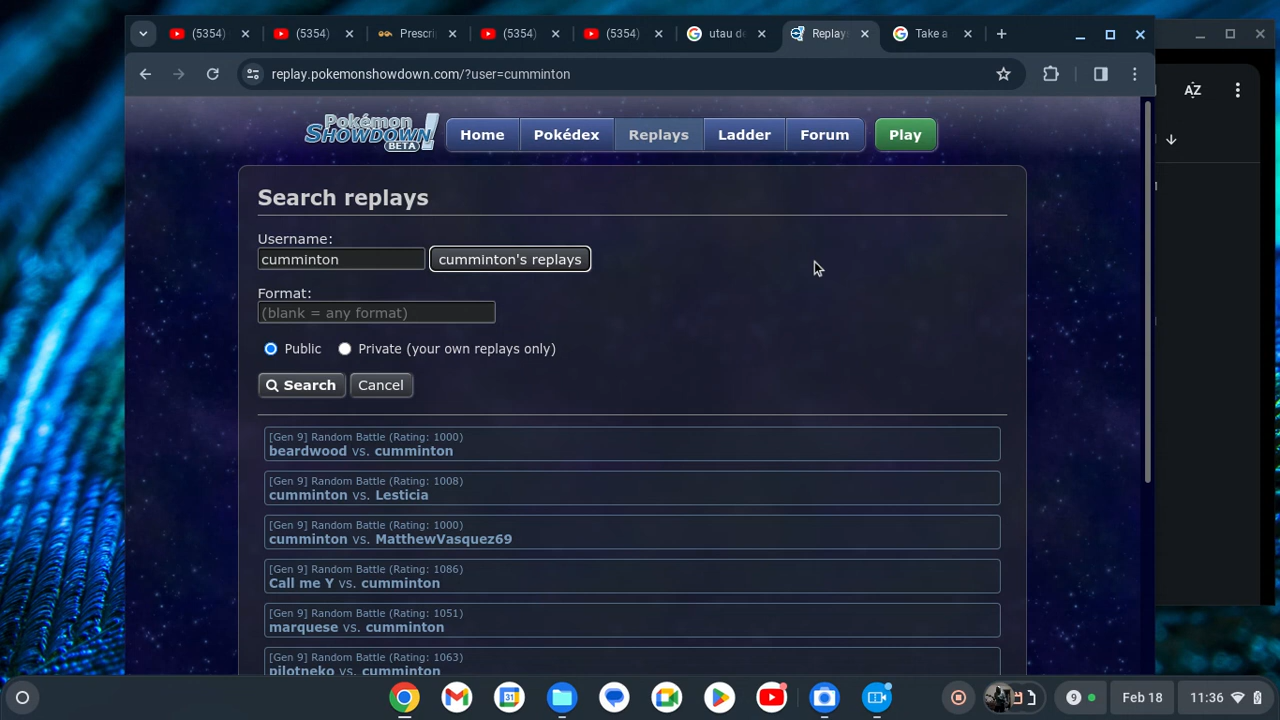 (5354)
(5354)
Prescri
(5354)
(5354)
utau de
Replay
Take a
replay.pokemonshowdown.com/?user=cumminton
Pokémon
SHOWDOWN!
BETA
Home
Pokédex
Replays
Ladder
Forum
Play
Search replays
Username:
cumminton
cumminton's replays
Format:
(blank = any format)
Public
Private (your own replays only)
Search
Cancel
[Gen 9] Random Battle (Rating: 1000)
beardwood vs. cumminton
[Gen 9] Random Battle (Rating: 1008)
cumminton vs. Lesticia
[Gen 9] Random Battle (Rating: 1000)
cumminton vs. MatthewVasquez69
[Gen 9] Random Battle (Rating: 1086)
Call me Y vs. cumminton
[Gen 9] Random Battle (Rating: 1051)
marquese vs. cumminton
[Gen 9] Random Battle (Rating: 1063)
pilotneko vs. cumminton
AZ
31
9
Feb 18
11:36